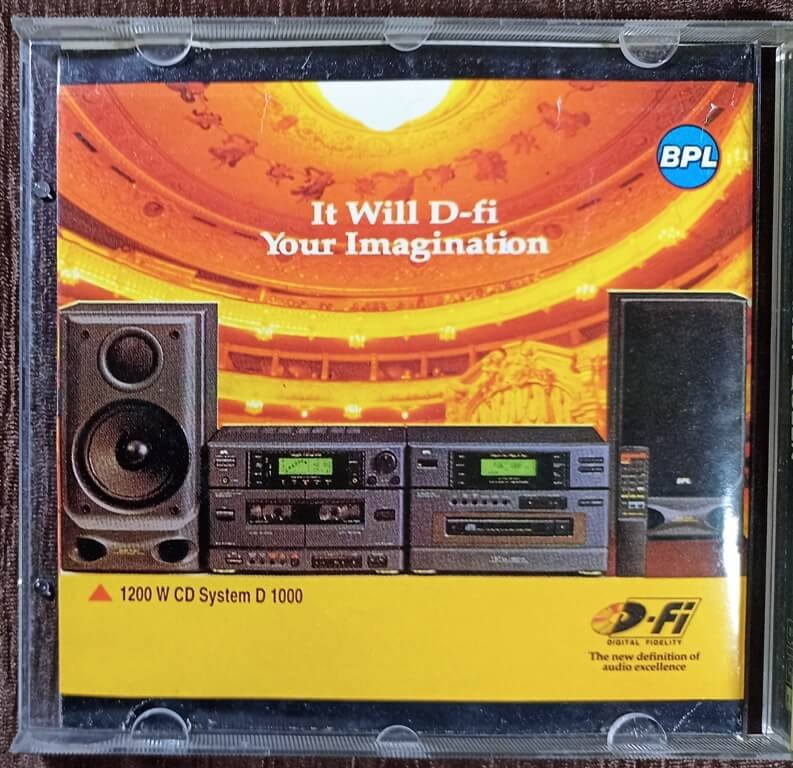 BPL
It Will D-fi
Your Imagination
BPL
1200 W CD System D 1000
D-Fi
DIGITAL FIDELITY
The new definition of
audio excellence